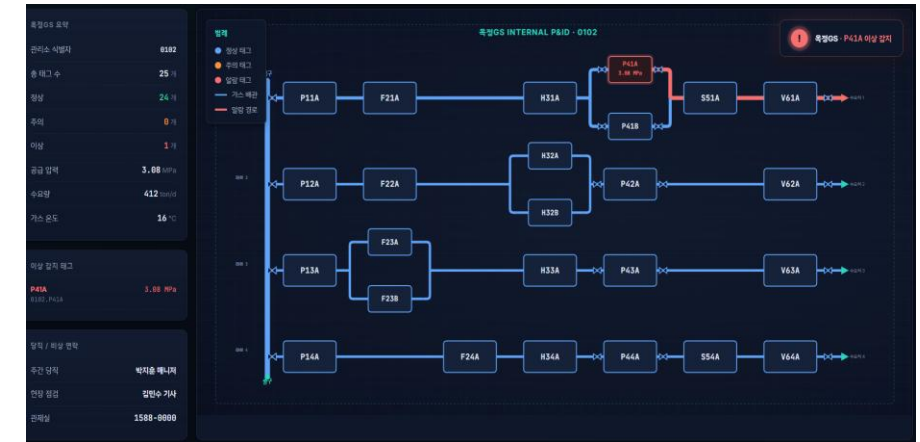 폭정GS 요약
관리소 식별자 0102
총 태그 수 25 개
정상 24 개
주의 0 개
이상 1 개
공급 압력 3.08 MPa
수요량 412 ton/d
가스 온도 16 °C
이상 감지 태그
P41A 3.08 MPa
0102.P41A
당직 / 비상 연락
주간 당직 박지훈 매니저
현장 점검 김민수 기사
관제실 1588-0000
범례
정상 태그
주의 태그
알람 태그
가스 배관
알람 경로
폭정GS INTERNAL P&ID - 0102
! 폭정GS · P41A 이상 감지
P11A F21A H31A P41A S51A V61A
3.08 MPa
P41B
H32A
P12A F22A P42A V62A
H32B
F23A
P13A H33A P43A V63A
F23B
P14A F24A H34A P44A S54A V64A